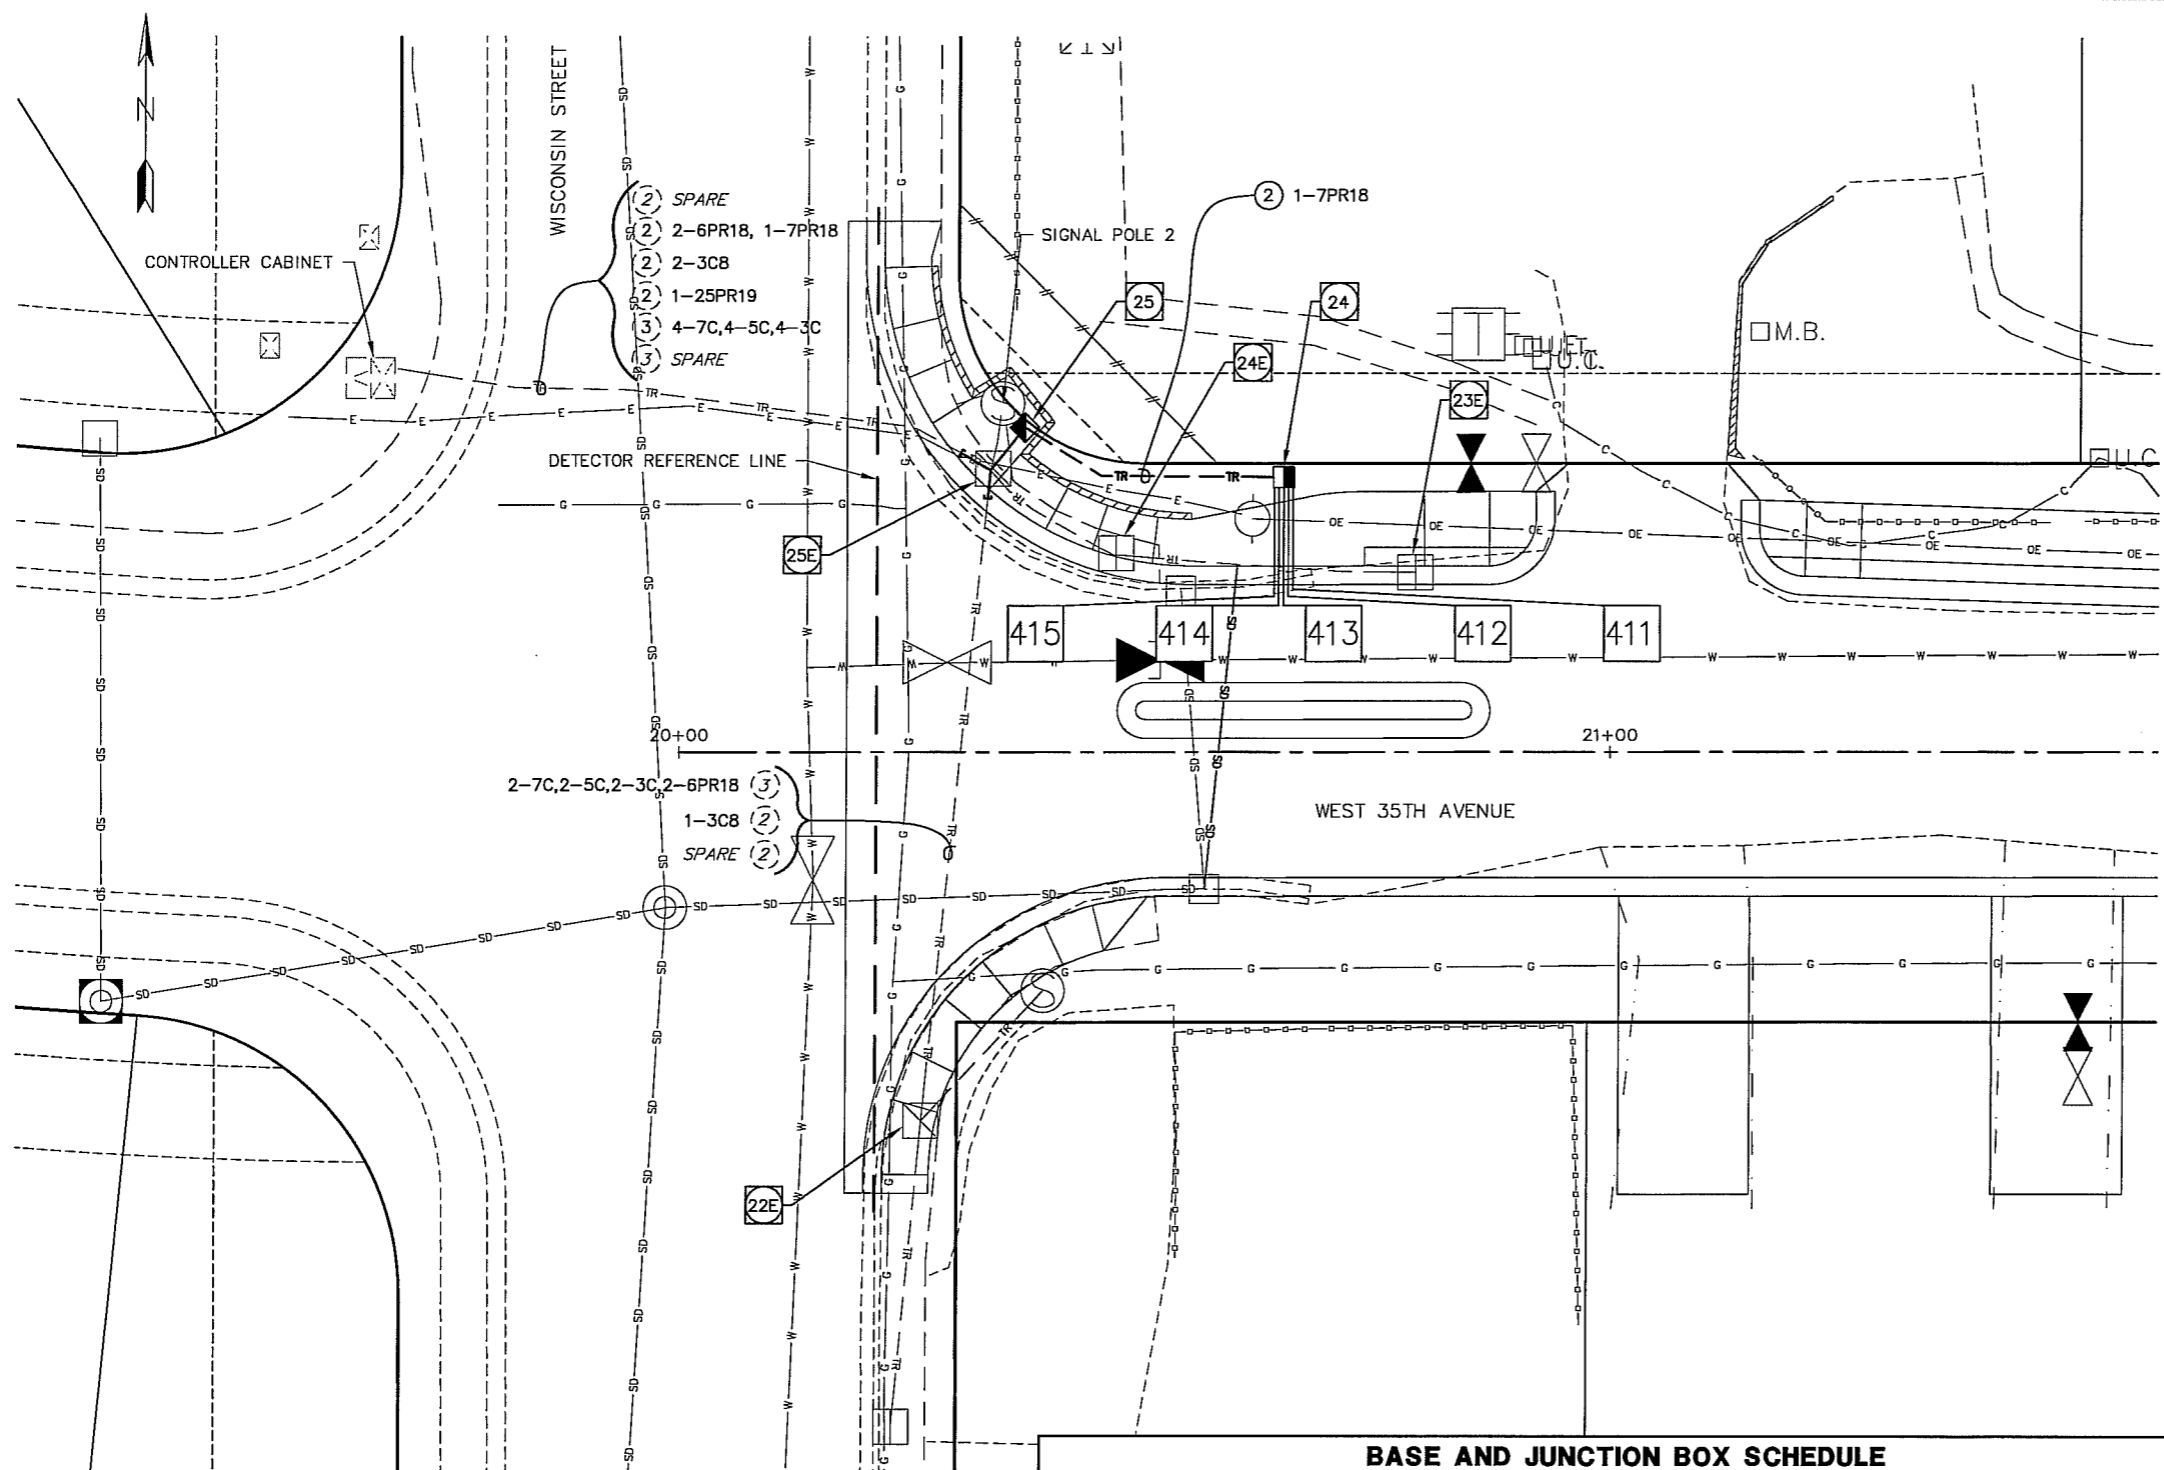 N
WISCONSIN STREET
CONTROLLER CABINET
2 SPARE
2 2-6PR18, 1-7PR18
2 2-3C8
2 1-25PR19
3 4-7C,4-5C,4-3C
3 SPARE
2 1-7PR18
SIGNAL POLE 2
25
24
24E
23E
M.B.
DETECTOR REFERENCE LINE
25E
415
414
413
412
411
20+00
21+00
2-7C,2-5C,2-3C,2-6PR18 3
1-3C8 2
SPARE 2
WEST 35TH AVENUE
22E
BASE AND JUNCTION BOX SCHEDULE